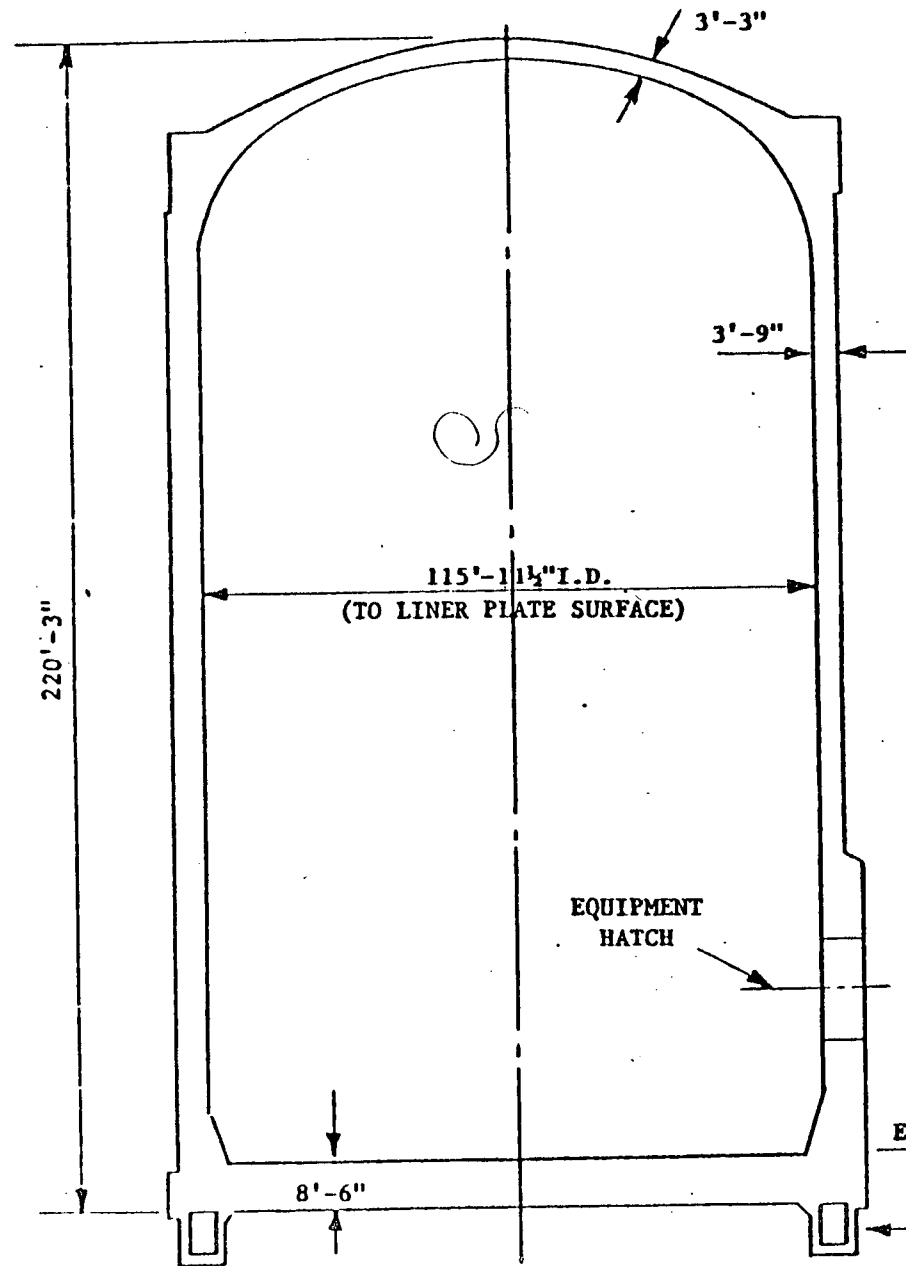 3'-3"
3'-9"
115'-11½"I.D.
(TO LINER PLATE SURFACE)
220'-3"
EQUIPMENT
HATCH
E
8'-6"